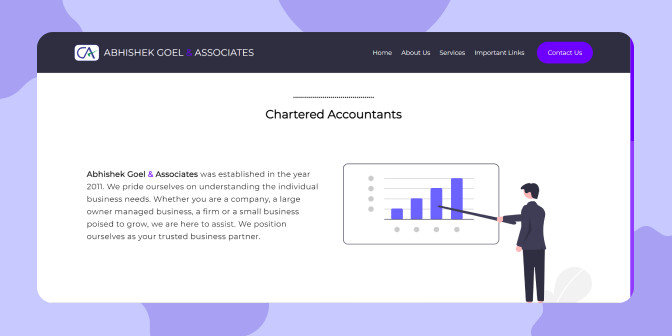 CA ABHISHEK GOEL & ASSOCIATES
Home About Us Services Important Links Contact Us
Chartered Accountants
Abhishek Goel & Associates was established in the year
2011. We pride ourselves on understanding the individual
business needs. Whether you are a company, a large
owner managed business, a firm or a small business
poised to grow, we are here to assist. We position
ourselves as your trusted business partner.